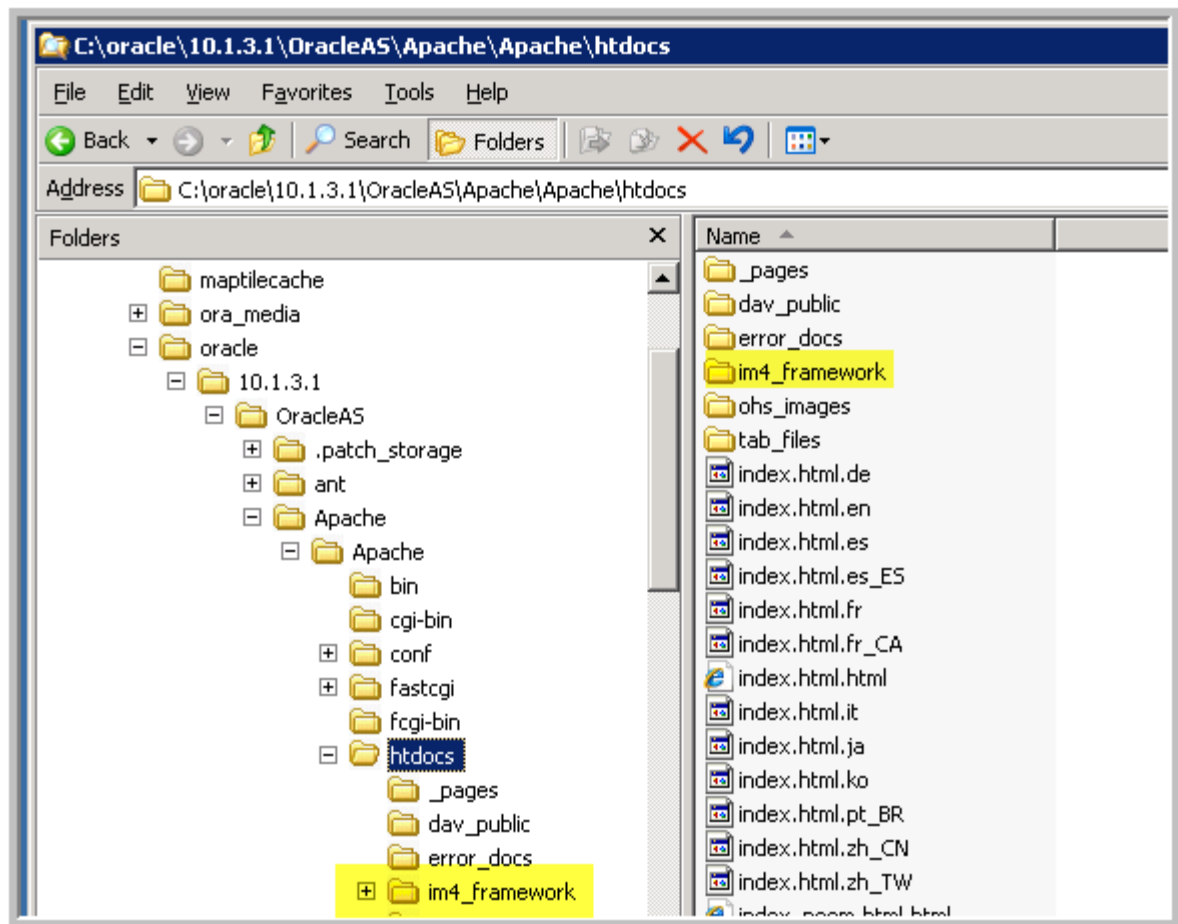 C:\oracle\10.1.3.1\OracleAS\Apache\Apache\htdocs
File Edit View Favorites Tools Help
Back Search Folders
Address C:\oracle\10.1.3.1\OracleAS\Apache\Apache\htdocs
Folders
maptilecache
ora_media
oracle
10.1.3.1
OracleAS
.patch_storage
ant
Apache
Apache
bin
cgi-bin
conf
fastcgi
fcgi-bin
htdocs
_pages
dav_public
error_docs
im4_framework
Name
_pages
dav_public
error_docs
im4_framework
ohs_images
tab_files
index.html.de
index.html.en
index.html.es
index.html.es_ES
index.html.fr
index.html.fr_CA
index.html.html
index.html.it
index.html.ja
index.html.ko
index.html.pt_BR
index.html.zh_CN
index.html.zh_TW